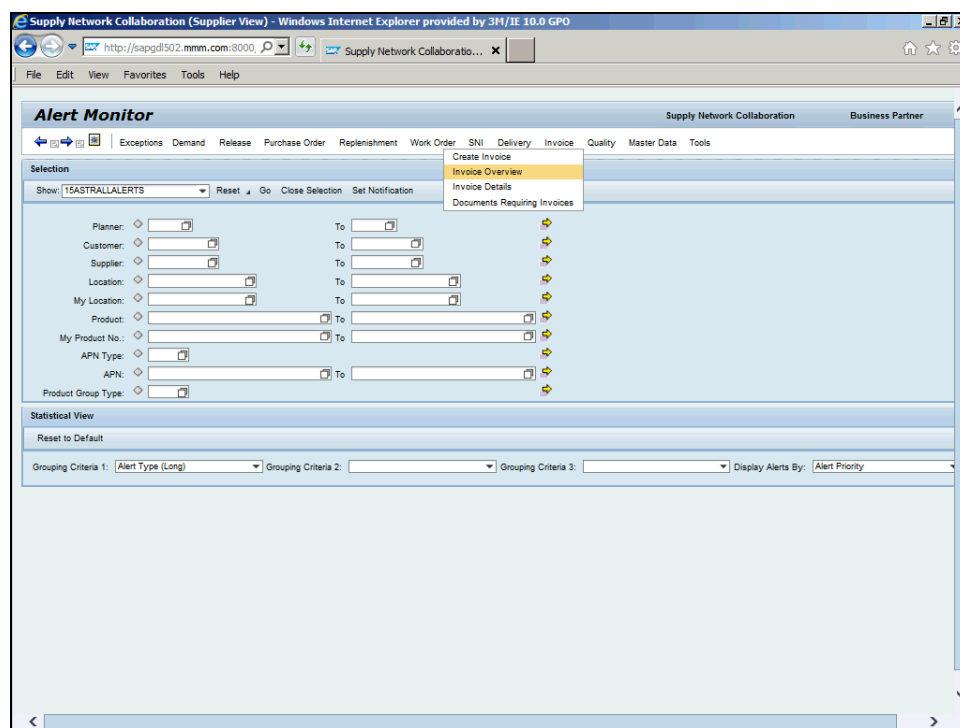 Supply Network Collaboration (Supplier View) - Windows Internet Explorer provided by 3M/IE 10.0 GPO
http://sapgdl502.mmm.com:8000, Supply Network Collaboratio...
File Edit View Favorites Tools Help
Alert Monitor Supply Network Collaboration Business Partner
Exceptions Demand Release Purchase Order Replenishment Work Order SNI Delivery Invoice Quality Master Data Tools
Create Invoice
Invoice Overview
Invoice Details
Documents Requiring Invoices
Selection
Show: 15ASTRALLALERTS Reset Go Close Selection Set Notification
Planner: To
Customer: To
Supplier: To
Location: To
My Location: To
Product: To
My Product No.: To
APN Type:
APN: To
Product Group Type:
Statistical View
Reset to Default
Grouping Criteria 1: Alert Type (Long) Grouping Criteria 2: Grouping Criteria 3: Display Alerts By: Alert Priority